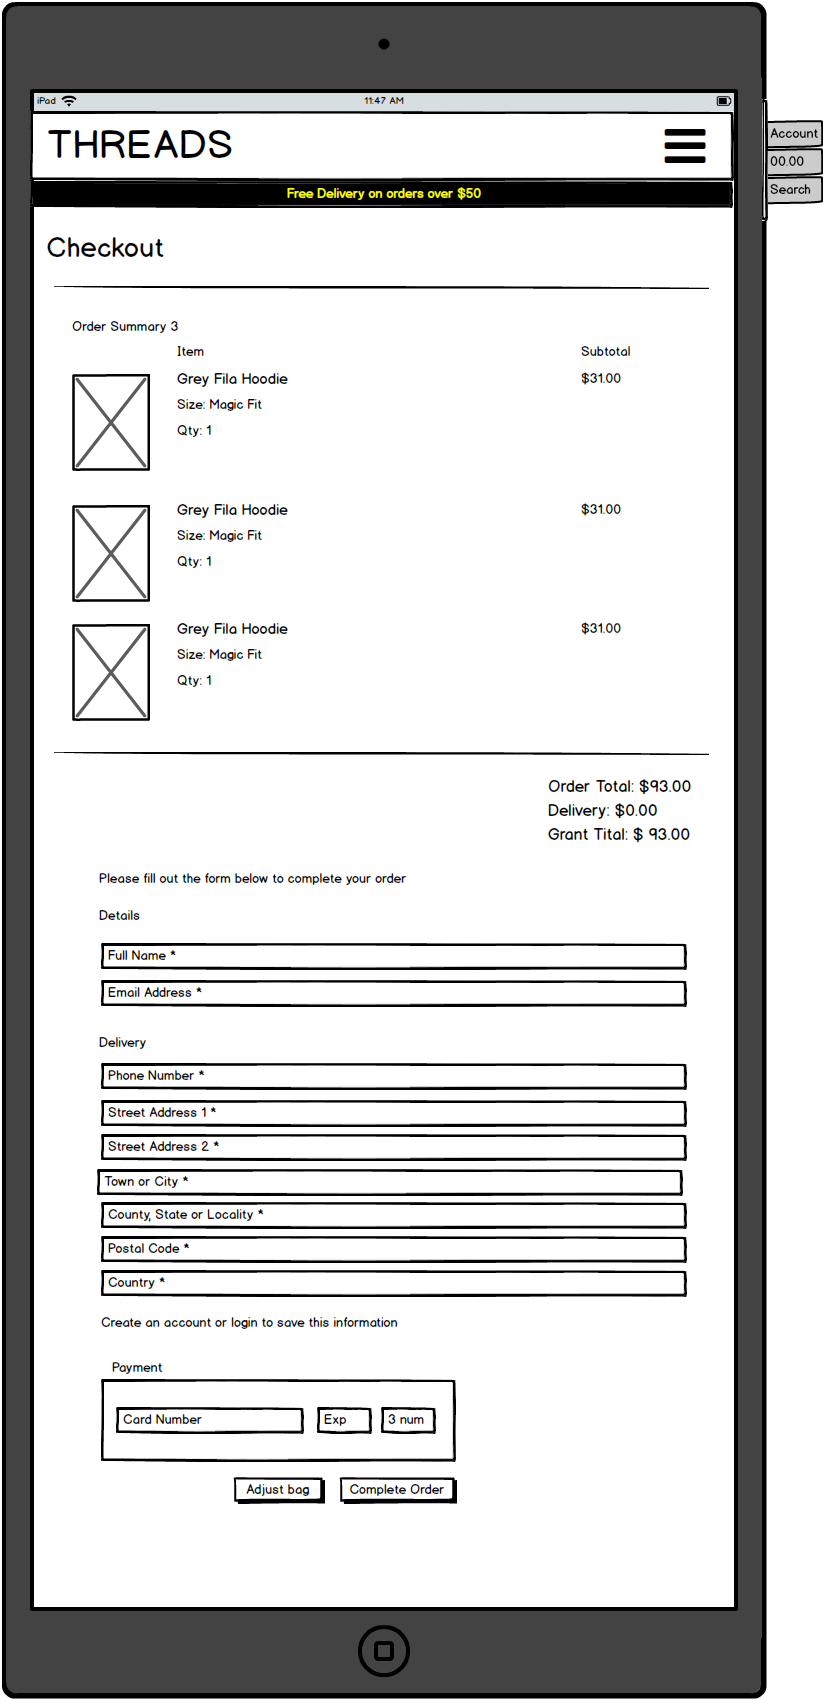 iPad
11:47 AM
THREADS
Account
00.00
Search
Free Delivery on orders over $50
Checkout
Order Summary 3
Item Subtotal
Grey Fila Hoodie $31.00
Size: Magic Fit
Qty: 1
Grey Fila Hoodie $31.00
Size: Magic Fit
Qty: 1
Grey Fila Hoodie $31.00
Size: Magic Fit
Qty: 1
Order Total: $93.00
Delivery: $0.00
Grant Tital: $ 93.00
Please fill out the form below to complete your order
Details
Full Name *
Email Address *
Delivery
Phone Number *
Street Address 1 *
Street Address 2 *
Town or City *
County, State or Locality *
Postal Code *
Country *
Create an account or login to save this information
Payment
Card Number Exp 3 num
Adjust bag Complete Order